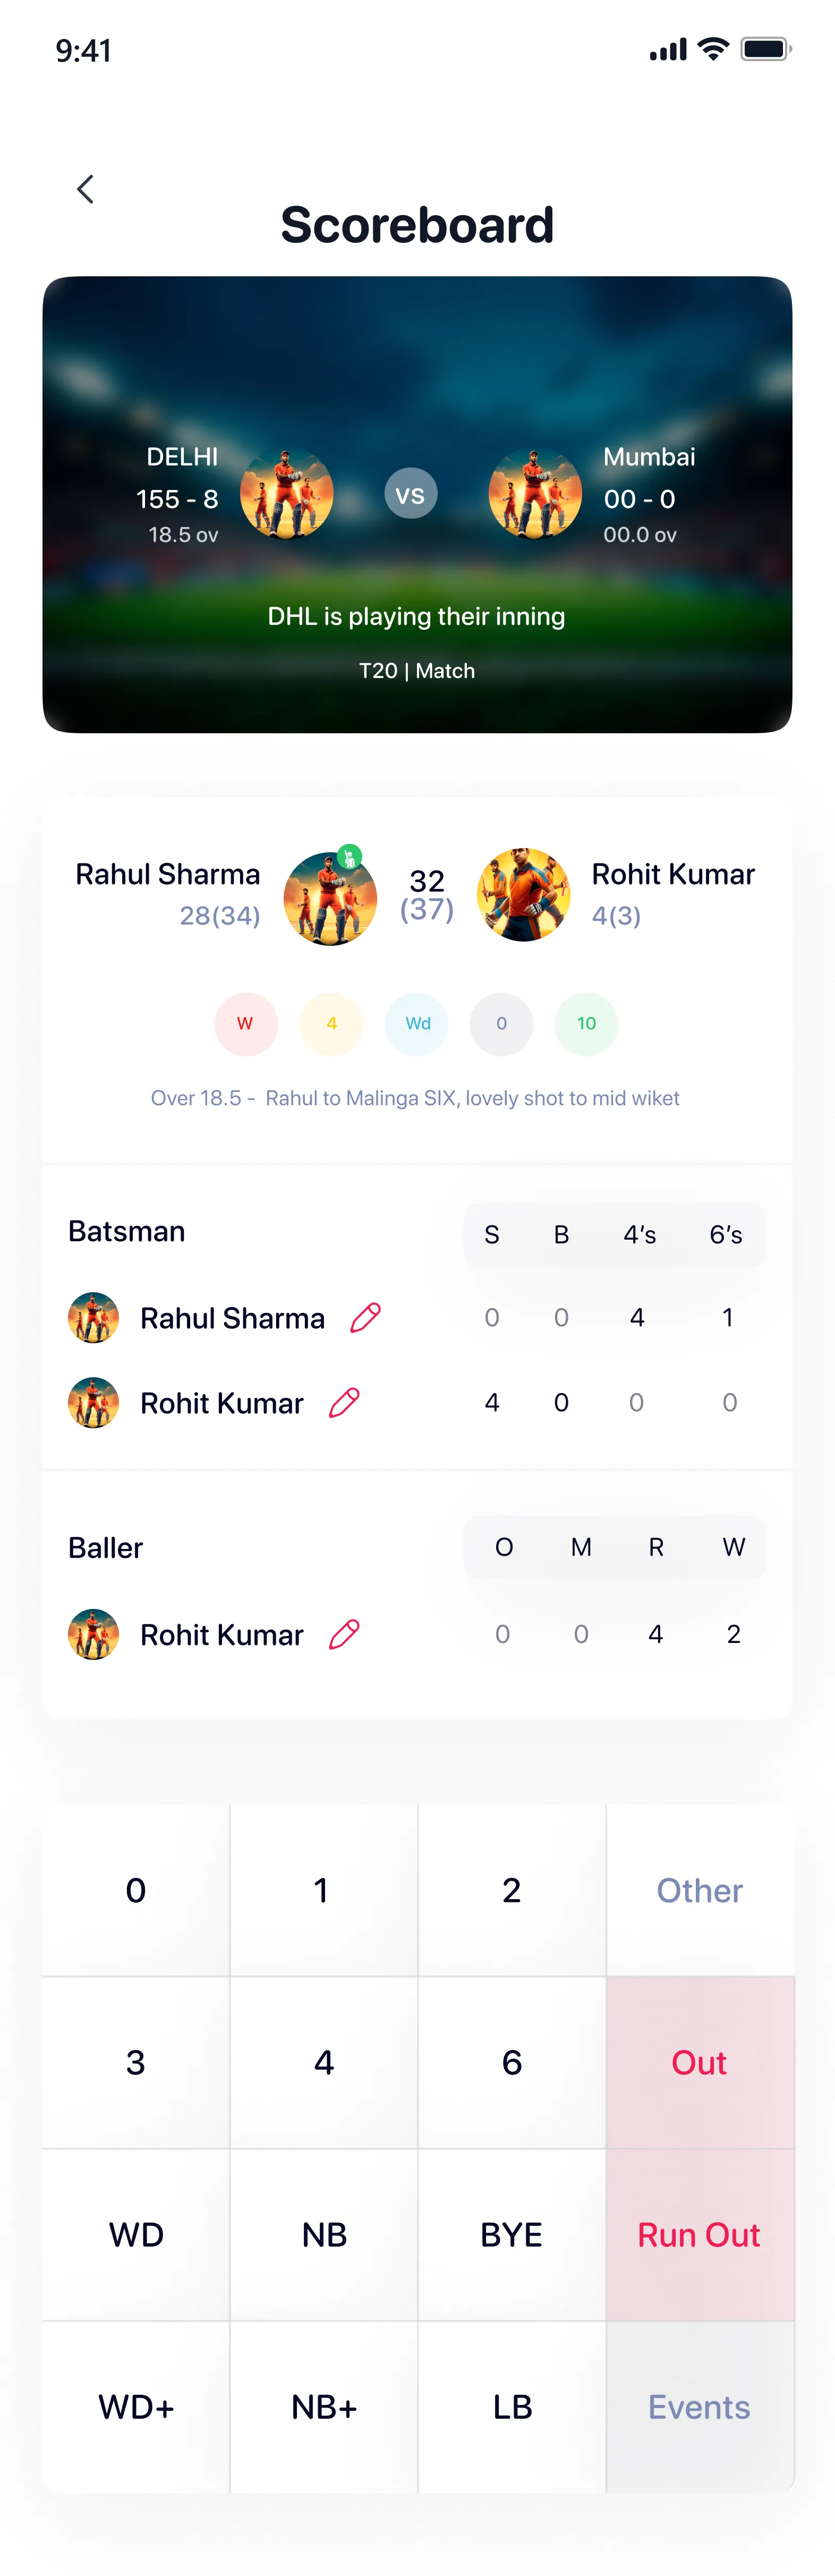 9:41
Scoreboard
DELHI
155 - 8
18.5 ov
VS
Mumbai
00 - 0
00.0 ov
DHL is playing their inning
T20 | Match
Rahul Sharma
28(34)
32
(37)
Rohit Kumar
4(3)
W 4 Wd 0 10
Over 18.5 - Rahul to Malinga SIX, lovely shot to mid wiket
Batsman S B 4’s 6’s
Rahul Sharma 0 0 4 1
Rohit Kumar 4 0 0 0
Baller O M R W
Rohit Kumar 0 0 4 2
0 1 2 Other
3 4 6 Out
WD NB BYE Run Out
WD+ NB+ LB Events